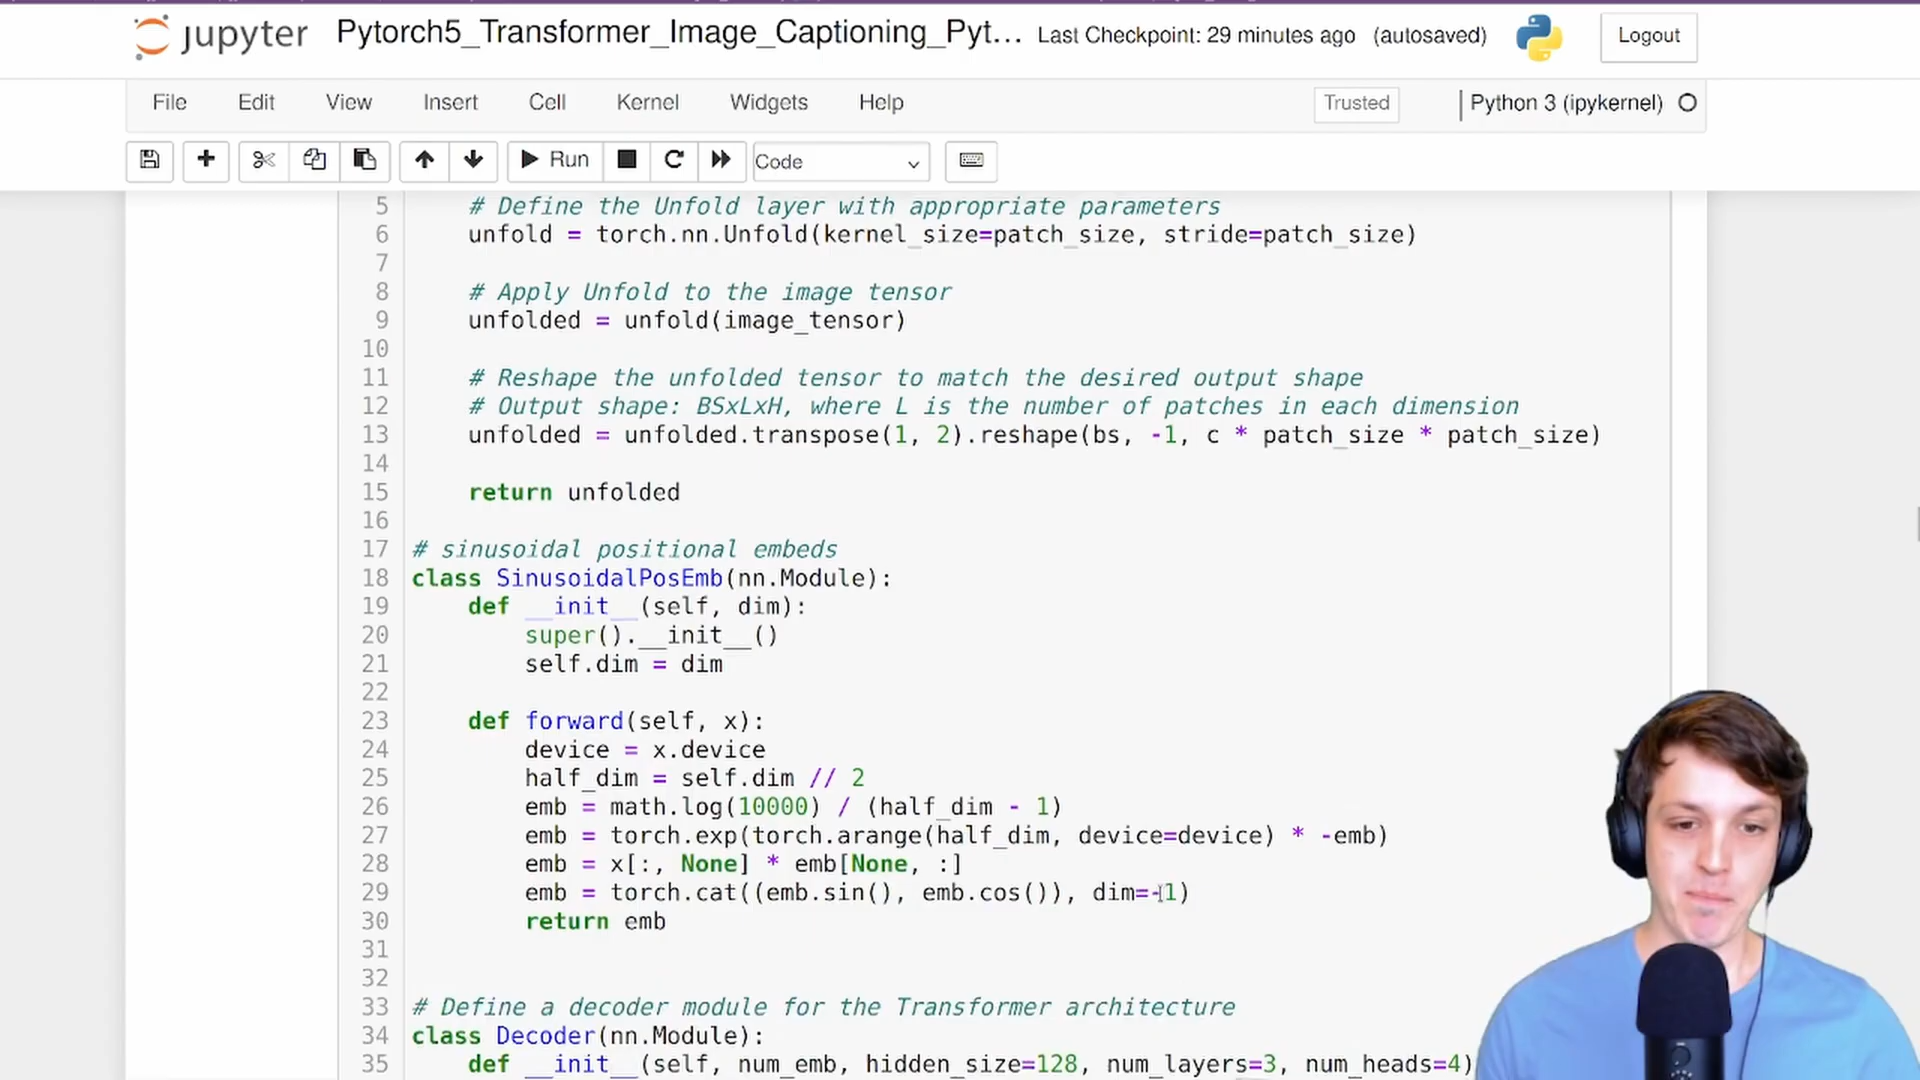 jupyter Pytorch5_Transformer_Image_Captioning_Pyt... Last Checkpoint: 29 minutes ago (autosaved) Logout
File Edit View Insert Cell Kernel Widgets Help Trusted Python 3 (ipykernel)
Run Code
5 # Define the Unfold layer with appropriate parameters
6 unfold = torch.nn.Unfold(kernel_size=patch_size, stride=patch_size)
7
8 # Apply Unfold to the image tensor
9 unfolded = unfold(image_tensor)
10
11 # Reshape the unfolded tensor to match the desired output shape
12 # Output shape: BSxLxH, where L is the number of patches in each dimension
13 unfolded = unfolded.transpose(1, 2).reshape(bs, -1, c * patch_size * patch_size)
14
15 return unfolded
16
17 # sinusoidal positional embeds
18 class SinusoidalPosEmb(nn.Module):
19 def __init__(self, dim):
20 super().__init__()
21 self.dim = dim
22
23 def forward(self, x):
24 device = x.device
25 half_dim = self.dim // 2
26 emb = math.log(10000) / (half_dim - 1)
27 emb = torch.exp(torch.arange(half_dim, device=device) * -emb)
28 emb = x[:, None] * emb[None, :]
29 emb = torch.cat((emb.sin(), emb.cos()), dim=-1)
30 return emb
31
32
33 # Define a decoder module for the Transformer architecture
34 class Decoder(nn.Module):
35 def __init__(self, num_emb, hidden_size=128, num_layers=3, num_heads=4)